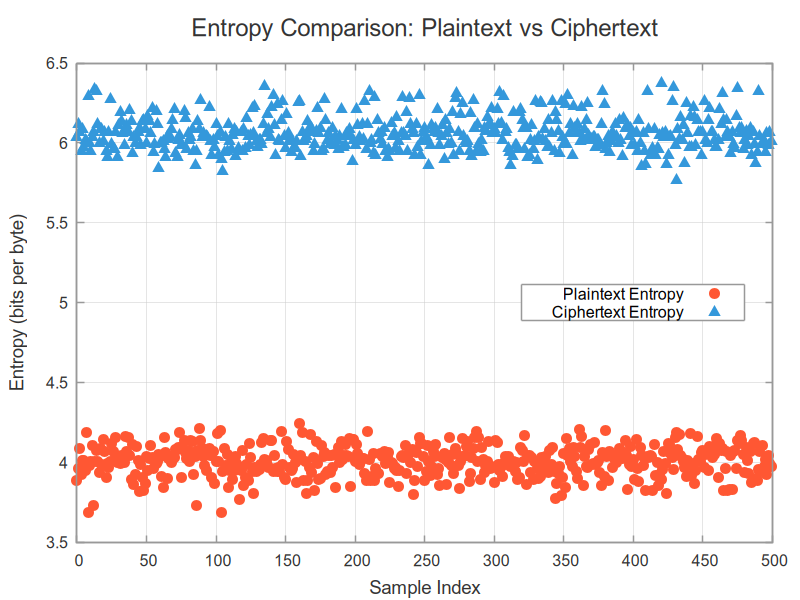 Entropy Comparison: Plaintext vs Ciphertext
6.5
6
5.5
5
4.5
4
3.5
Entropy (bits per byte)
Plaintext Entropy
Ciphertext Entropy
0 50 100 150 200 250 300 350 400 450 500
Sample Index